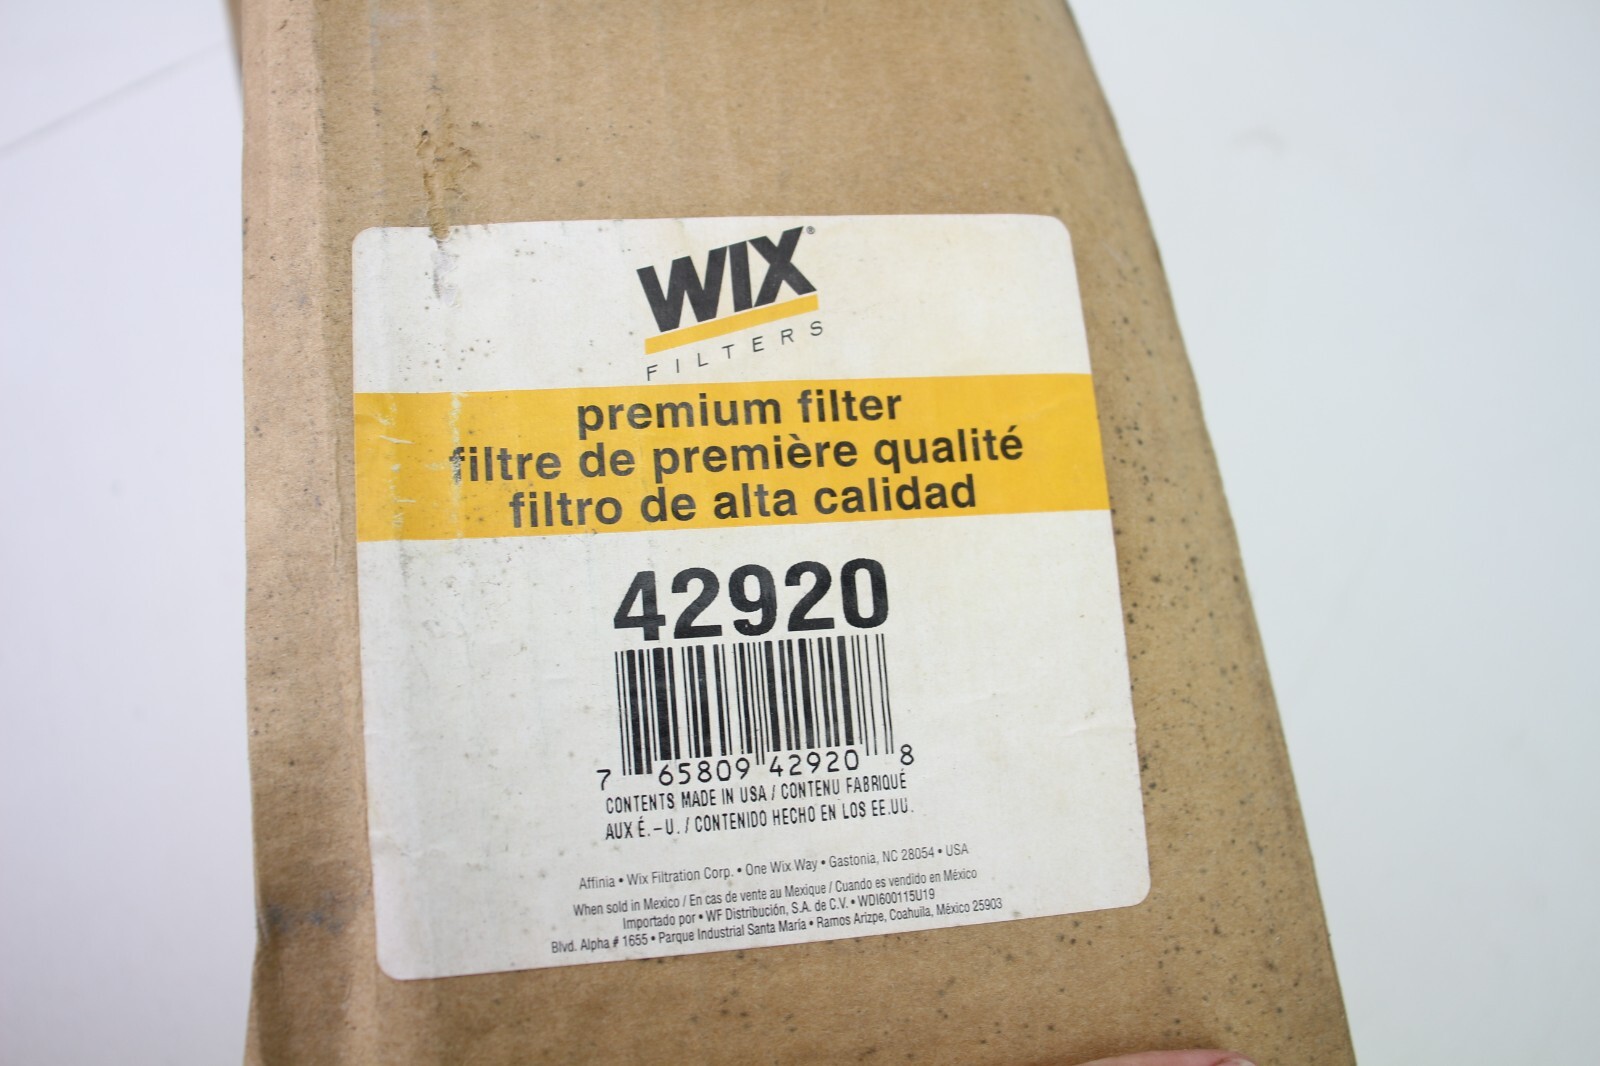 WIX®
FILTERS
premium filter
filtre de première qualité
filtro de alta calidad
42920
7 65809 42920 8
CONTENTS MADE IN USA / CONTENU FABRIQUÉ
AUX É.-U. / CONTENIDO HECHO EN LOS EE.UU.
Affinia • Wix Filtration Corp. • One Wix Way • Gastonia, NC 28054 • USA
When sold in Mexico / En cas de vente au Mexique / Cuando es vendido en México
Importado por • WF Distribución, S.A. de C.V. • WDI600115U19
Blvd. Alpha # 1655 • Parque Industrial Santa María • Ramos Arizpe, Coahuila, México 25903